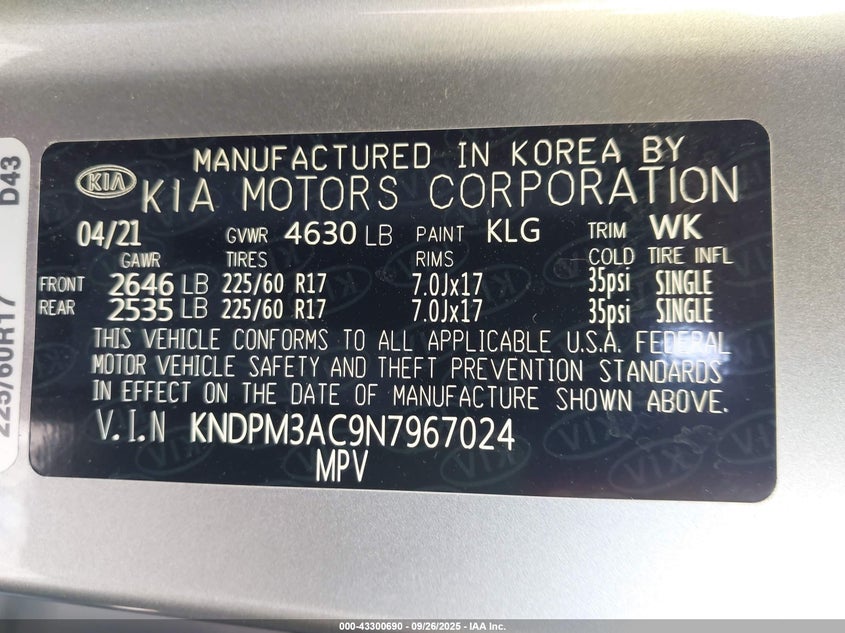 D43
225/60R17
MANUFACTURED IN KOREA BY
KIA KIA MOTORS CORPORATION
04/21 GVWR 4630 LB PAINT KLG TRIM WK
GAWR TIRES RIMS COLD TIRE INFL
FRONT 2646 LB 225/60 R17 7.0Jx17 35psi SINGLE
REAR 2535 LB 225/60 R17 7.0Jx17 35psi SINGLE
THIS VEHICLE CONFORMS TO ALL APPLICABLE U.S.A. FEDERAL
MOTOR VEHICLE SAFETY AND THEFT PREVENTION STANDARDS
IN EFFECT ON THE DATE OF MANUFACTURE SHOWN ABOVE.
V.I.N KNDPM3AC9N7967024
MPV
000-43300690 - 09/26/2025 - IAA Inc.